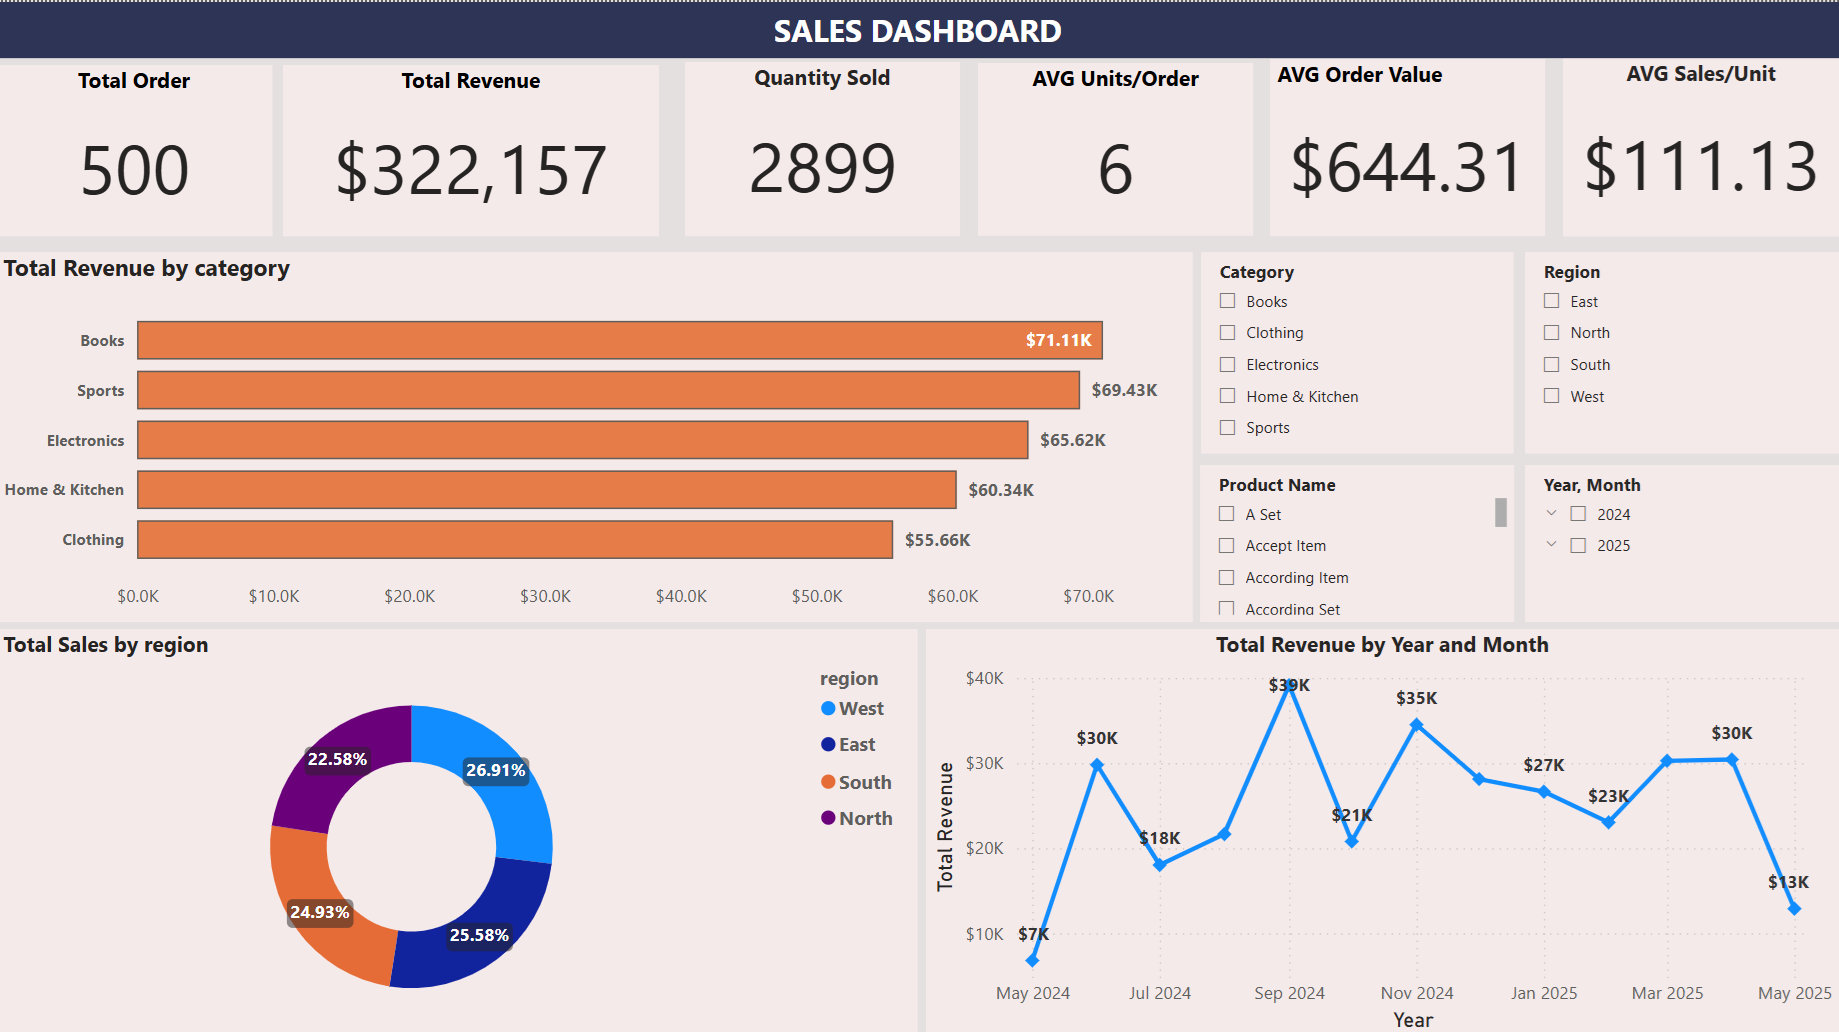 SALES DASHBOARD
Total Order
500
Total Revenue
$322,157
Quantity Sold
2899
AVG Units/Order
6
AVG Order Value
$644.31
AVG Sales/Unit
$111.13
Total Revenue by category
Books
$71.11K
Sports
$69.43K
Electronics
$65.62K
Home & Kitchen
$60.34K
Clothing
$55.66K
$0.0K $10.0K $20.0K $30.0K $40.0K $50.0K $60.0K $70.0K
Category
Books
Clothing
Electronics
Home & Kitchen
Sports
Region
East
North
South
West
Product Name
A Set
Accept Item
According Item
According Set
Year, Month
2024
2025
Total Sales by region
22.58%
26.91%
24.93%
25.58%
region
West
East
South
North
Total Revenue by Year and Month
Total Revenue
$40K
$30K
$20K
$10K
$7K
$30K
$18K
$39K
$21K
$35K
$27K
$23K
$30K
$13K
May 2024 Jul 2024 Sep 2024 Nov 2024 Jan 2025 Mar 2025 May 2025
Year